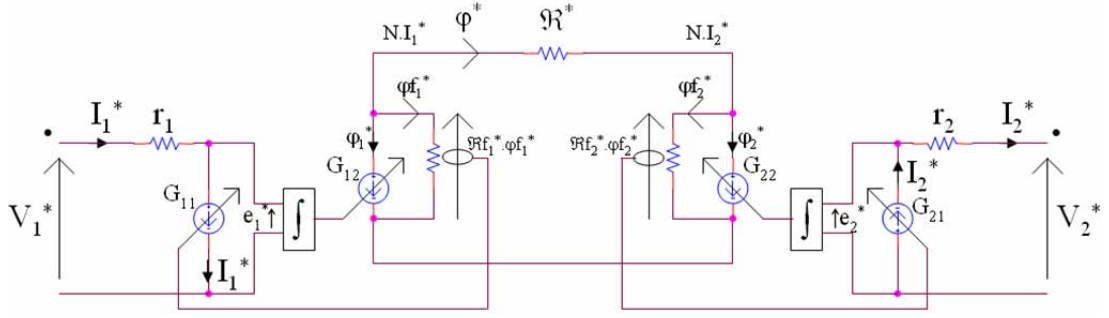 N.I₁*
φ*
ℜ*
N.I₂*
φf₁*
φf₂*
I₁*
r₁
φ₁*
ℜf₁*.φf₁*
ℜf₂*.φf₂*
φ₂*
r₂
I₂*
G₁₂
G₂₂
I₂*
G₁₁
V₁*
e₁*
∫
∫
e₂*
G₂₁
V₂*
I₁*